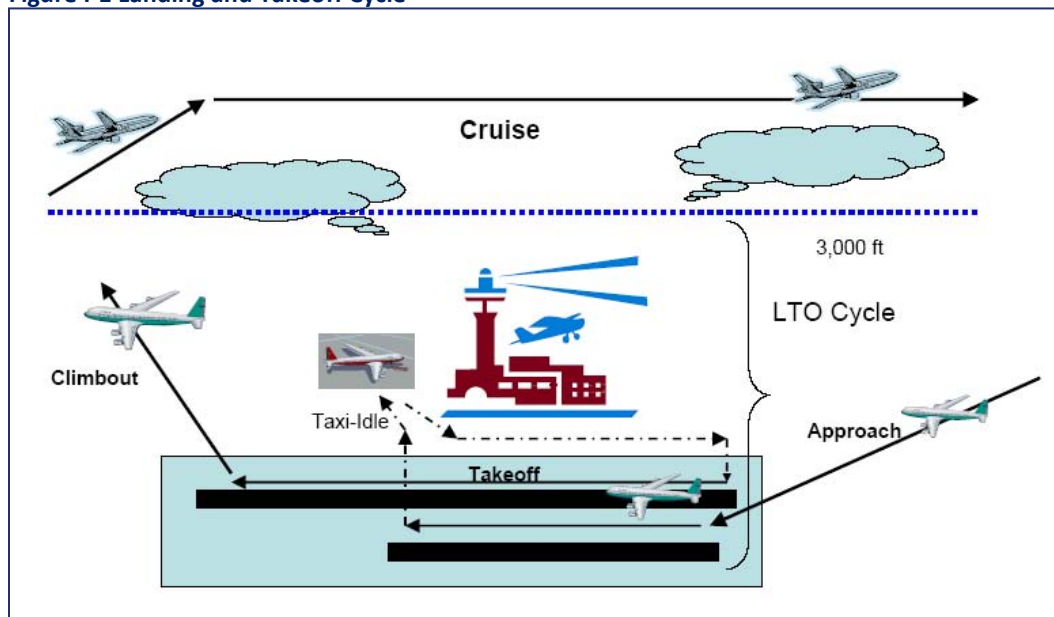 Cruise
3,000 ft
LTO Cycle
Climbout
Taxi-Idle
Approach
Takeoff